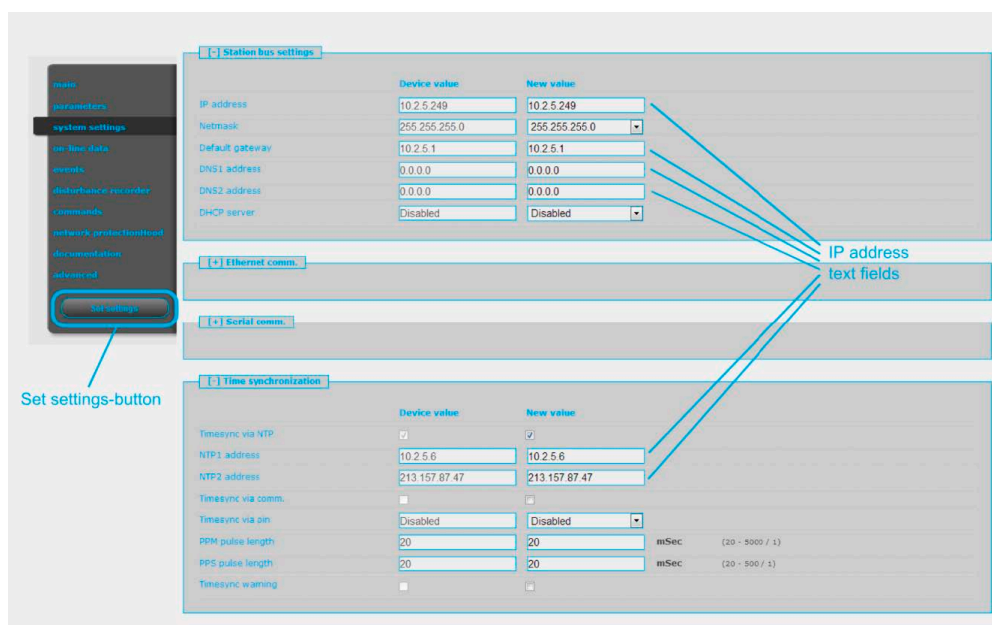 main
parameters
system settings
on-line data
events
disturbance recorder
commands
network protectionHood
documentation
advanced
Set settings
Set settings-button
[-] Station bus settings
Device value New value
IP address 10.2.5.249 10.2.5.249
Netmask 255.255.255.0 255.255.255.0
Default gateway 10.2.5.1 10.2.5.1
DNS1 address 0.0.0.0 0.0.0.0
DNS2 address 0.0.0.0 0.0.0.0
DHCP server Disabled Disabled
IP address
text fields
[+] Ethernet comm.
[+] Serial comm.
[-] Time synchronization
Device value New value
Timesync via NTP
NTP1 address 10.2.5.6 10.2.5.6
NTP2 address 213.157.87.47 213.157.87.47
Timesync via comm.
Timesync via pin Disabled Disabled
PPM pulse length 20 20 mSec (20 - 5000 / 1)
PPS pulse length 20 20 mSec (20 - 500 / 1)
Timesync warning